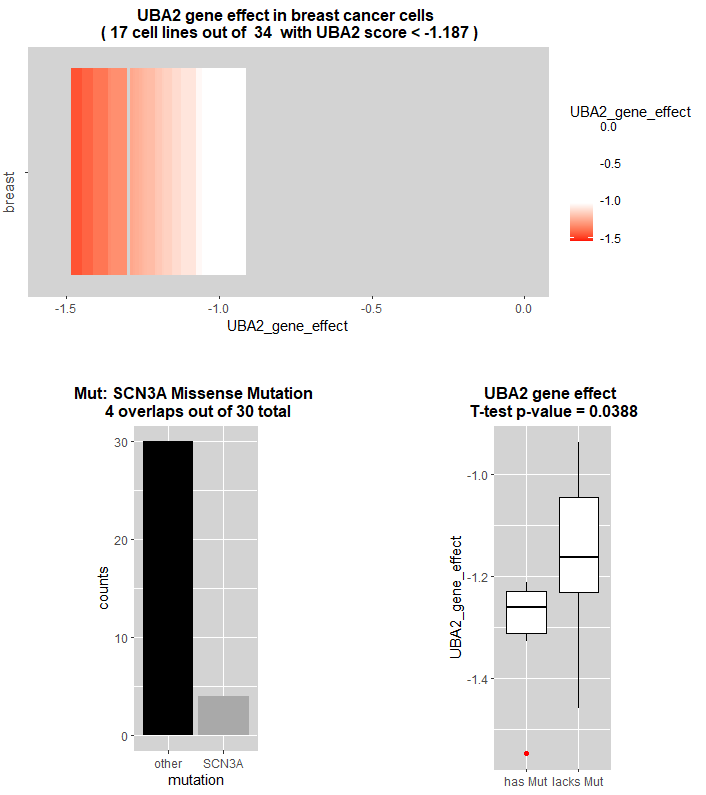 UBA2 gene effect in breast cancer cells
( 17 cell lines out of  34  with UBA2 score < -1.187 )
breast
-1.5
-1.0
-0.5
0.0
UBA2_gene_effect
UBA2_gene_effect
0.0
-0.5
-1.0
-1.5
Mut: SCN3A Missense Mutation
4 overlaps out of 30 total
counts
30
20
10
0
other
SCN3A
mutation
UBA2 gene effect
T-test p-value = 0.0388
UBA2_gene_effect
-1.0
-1.2
-1.4
has Mut
lacks Mut